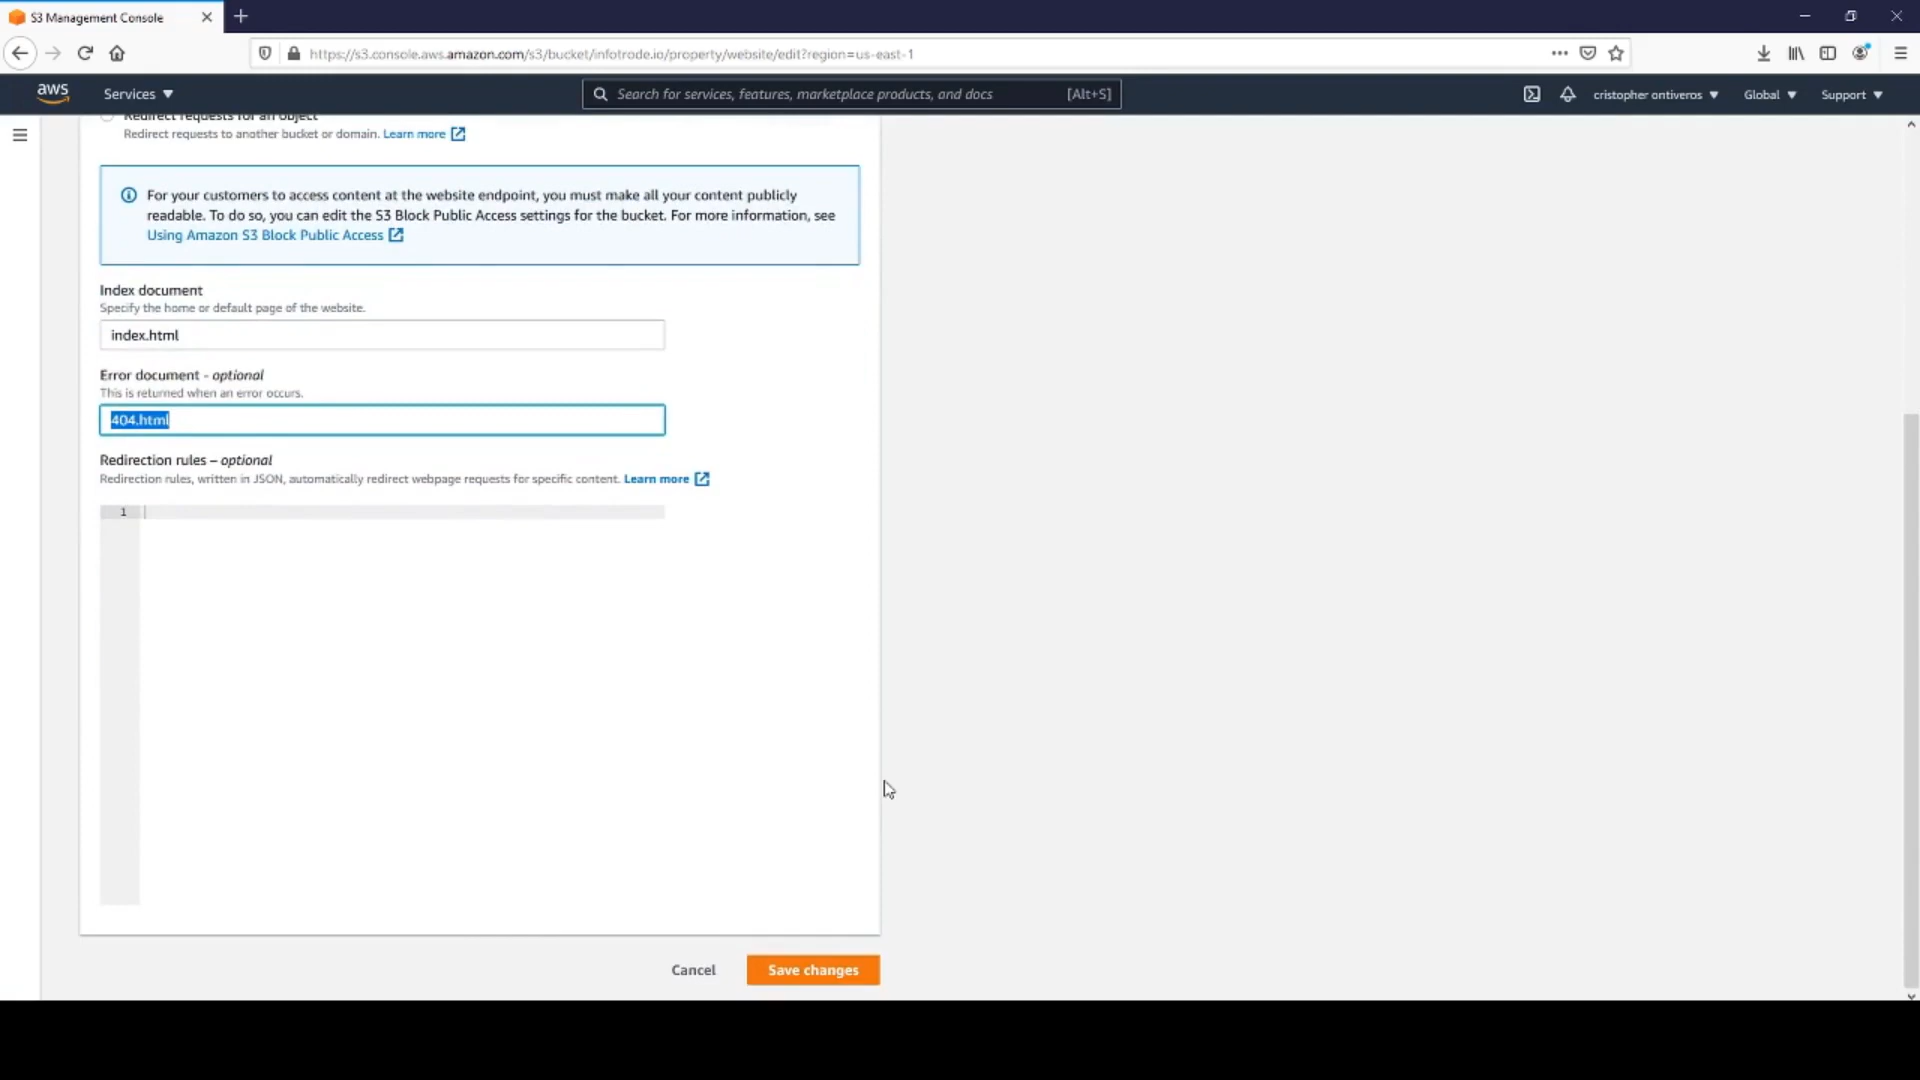 S3 Management Console
https://s3.console.aws.amazon.com/s3/bucket/infotrode.io/property/website/edit?region=us-east-1
aws
Services
Search for services, features, marketplace products, and docs
[Alt+S]
cristopher ontiveros
Global
Support
Redirect requests for an object
Redirect requests to another bucket or domain. Learn more
For your customers to access content at the website endpoint, you must make all your content publicly
readable. To do so, you can edit the S3 Block Public Access settings for the bucket. For more information, see
Using Amazon S3 Block Public Access
Index document
Specify the home or default page of the website.
index.html
Error document - optional
This is returned when an error occurs.
404.html
Redirection rules – optional
Redirection rules, written in JSON, automatically redirect webpage requests for specific content. Learn more
1
Cancel
Save changes